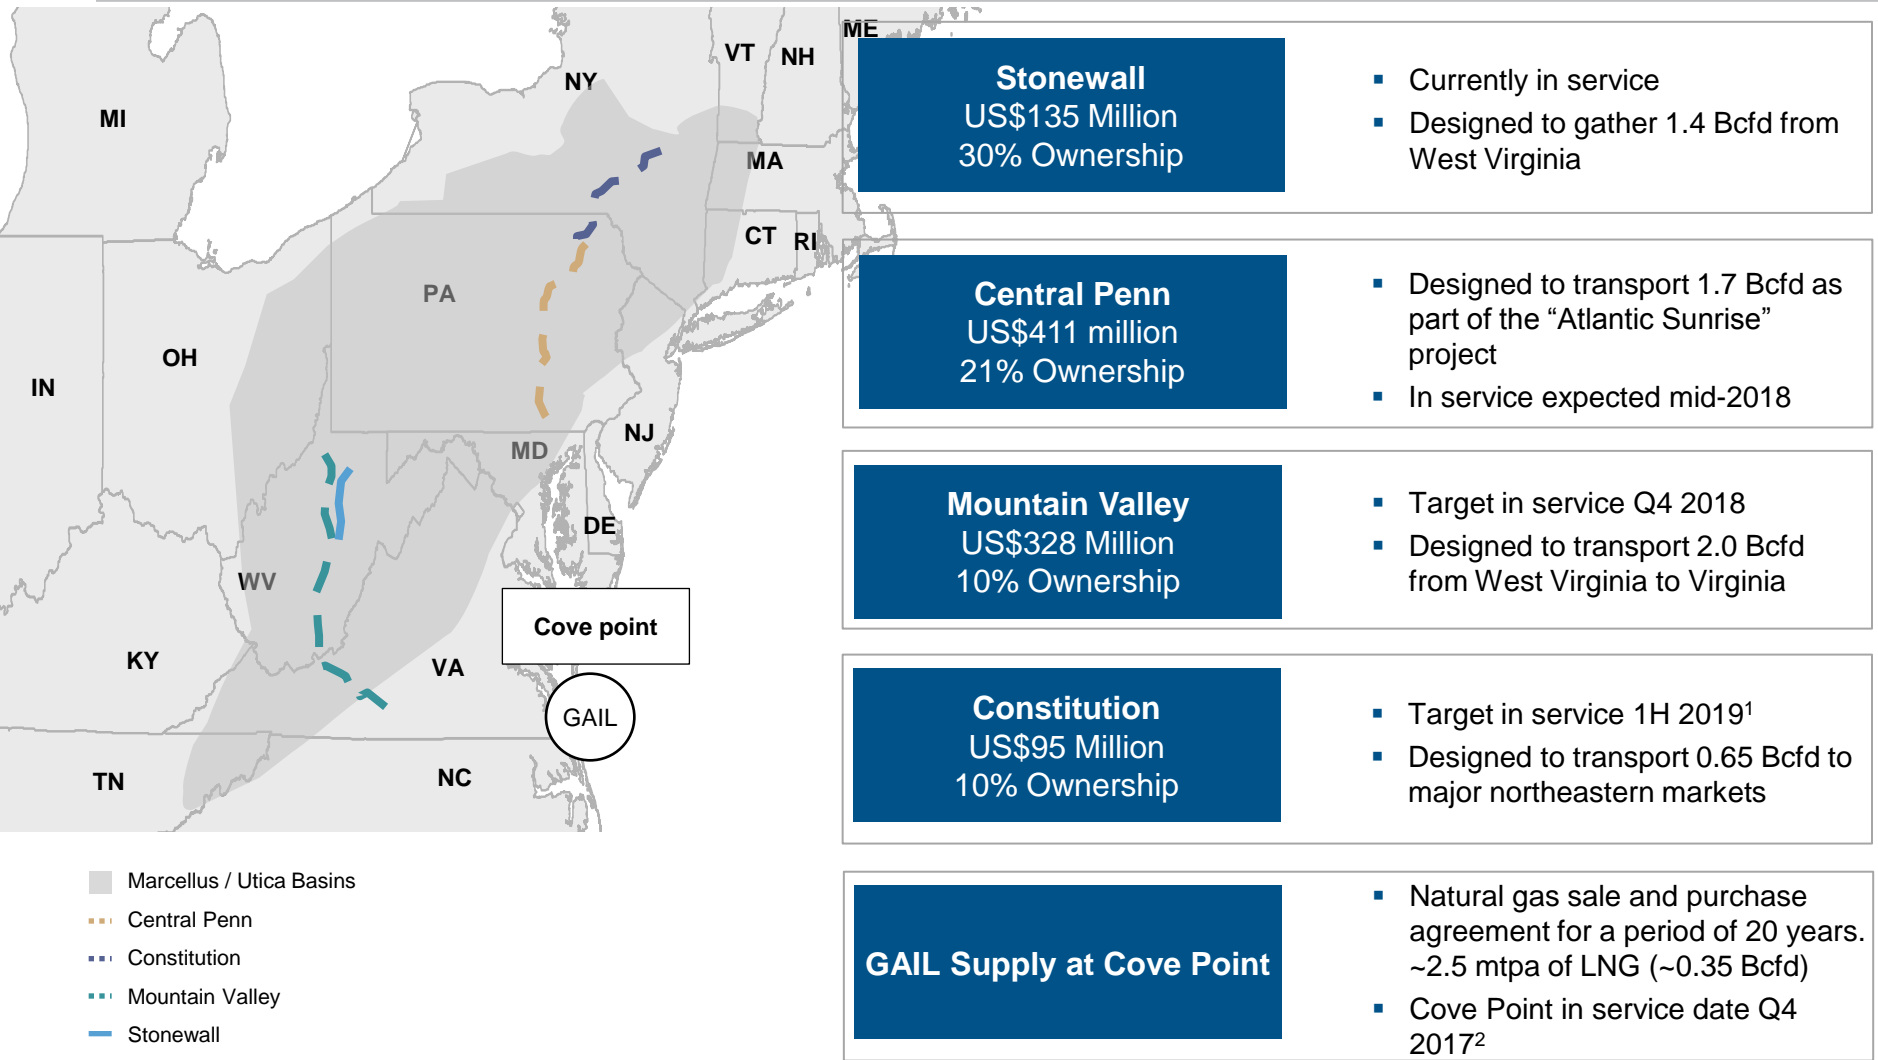 ME
VT
NH
NY
MI
MA
CT
RI
PA
OH
IN
NJ
MD
DE
WV
Cove point
KY
VA
GAIL
TN
NC
Marcellus / Utica Basins
Central Penn
Constitution
Mountain Valley
Stonewall
Stonewall
US$135 Million
30% Ownership
▪ Currently in service
▪ Designed to gather 1.4 Bcfd from
West Virginia
Central Penn
US$411 million
21% Ownership
▪ Designed to transport 1.7 Bcfd as
part of the “Atlantic Sunrise”
project
▪ In service expected mid-2018
Mountain Valley
US$328 Million
10% Ownership
▪ Target in service Q4 2018
▪ Designed to transport 2.0 Bcfd
from West Virginia to Virginia
Constitution
US$95 Million
10% Ownership
▪ Target in service 1H 2019¹
▪ Designed to transport 0.65 Bcfd to
major northeastern markets
GAIL Supply at Cove Point
▪ Natural gas sale and purchase
agreement for a period of 20 years.
~2.5 mtpa of LNG (~0.35 Bcfd)
▪ Cove Point in service date Q4
2017²